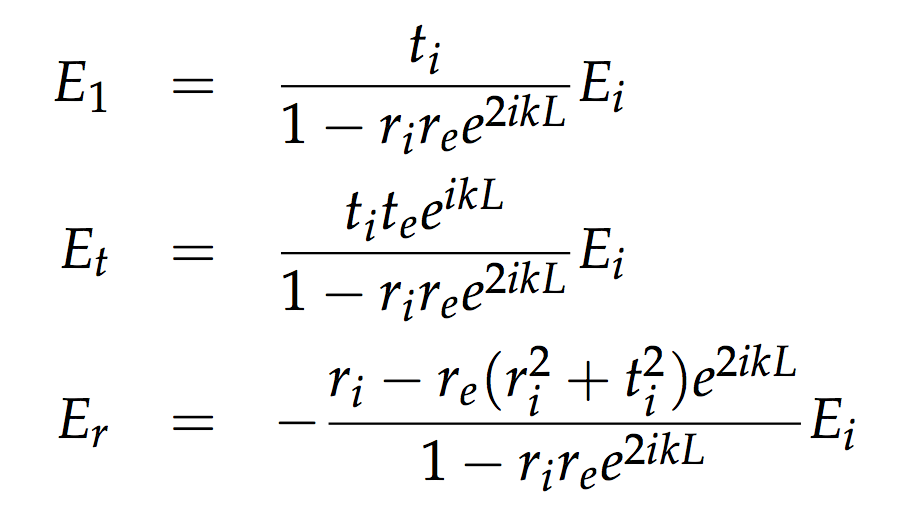 E_1 = \frac{t_i}{1 - r_i r_e e^{2ikL}} E_i
E_t = \frac{t_i t_e e^{ikL}}{1 - r_i r_e e^{2ikL}} E_i
E_r = -\frac{r_i - r_e (r_i^2 + t_i^2) e^{2ikL}}{1 - r_i r_e e^{2ikL}} E_i